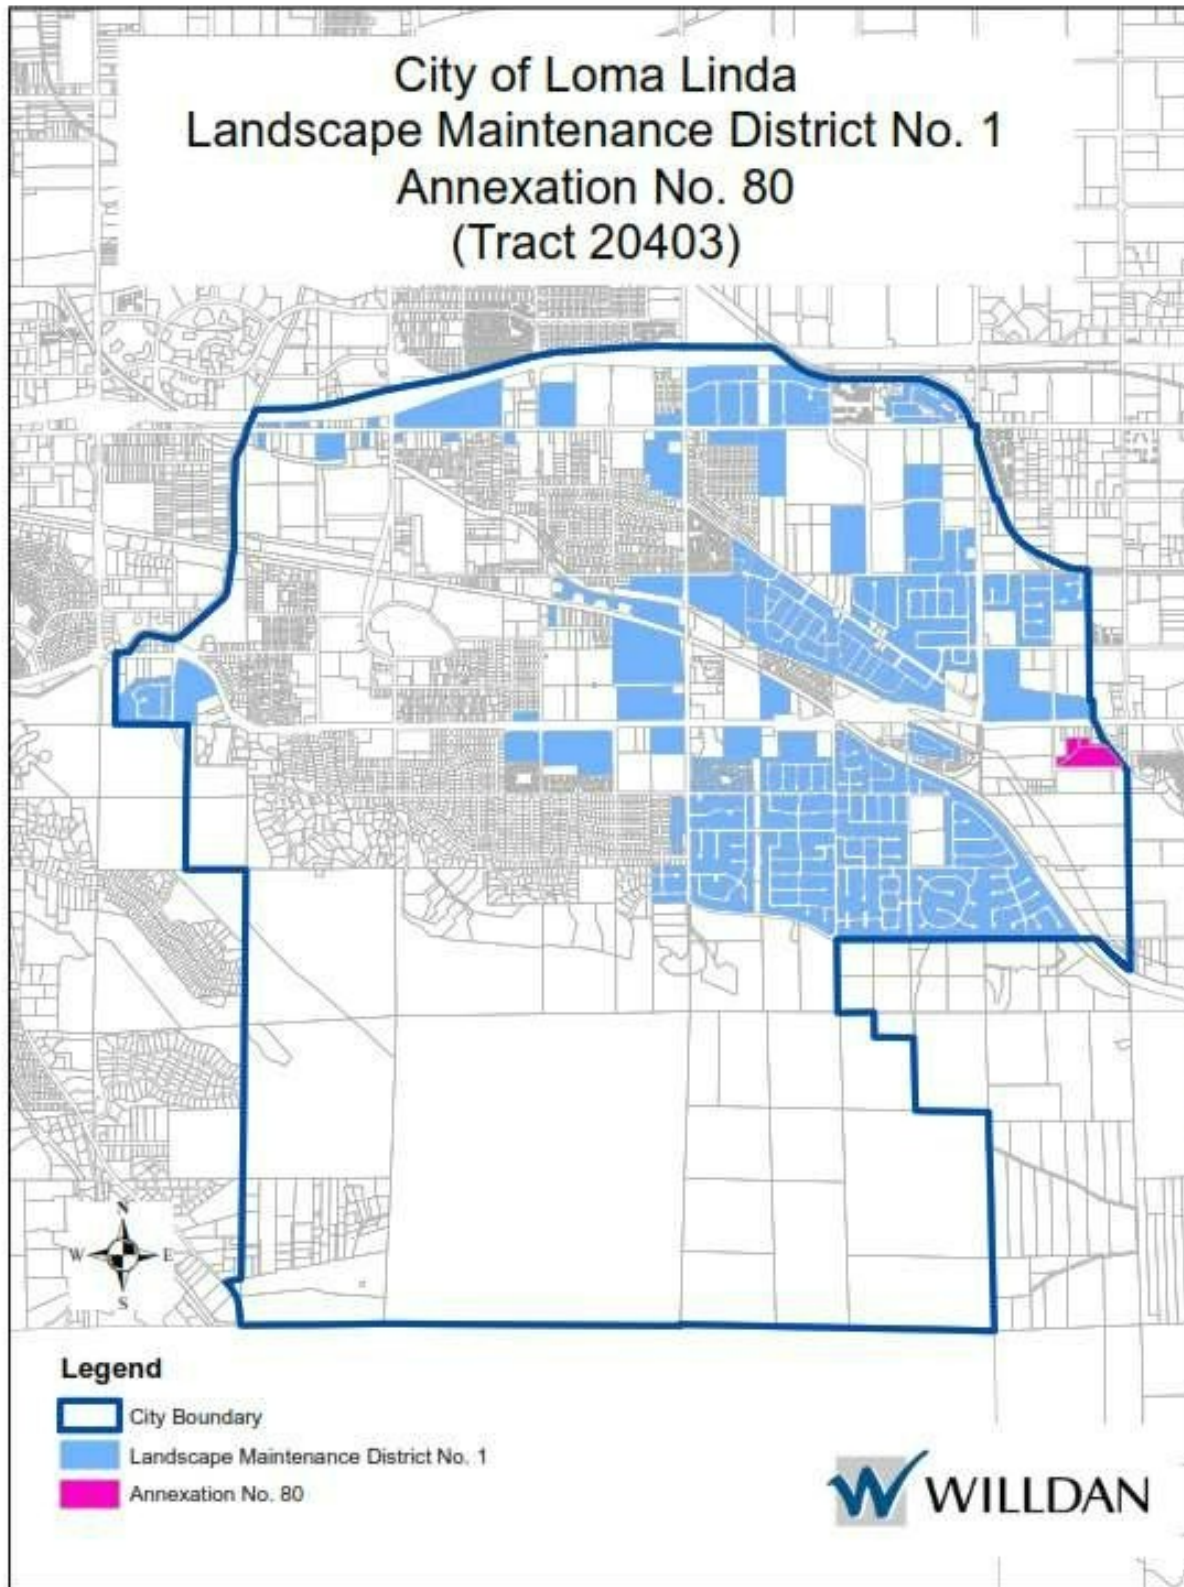 City of Loma Linda
Landscape Maintenance District No. 1
Annexation No. 80
(Tract 20403)
N
W E
S
Legend
City Boundary
Landscape Maintenance District No. 1
Annexation No. 80
WILLDAN